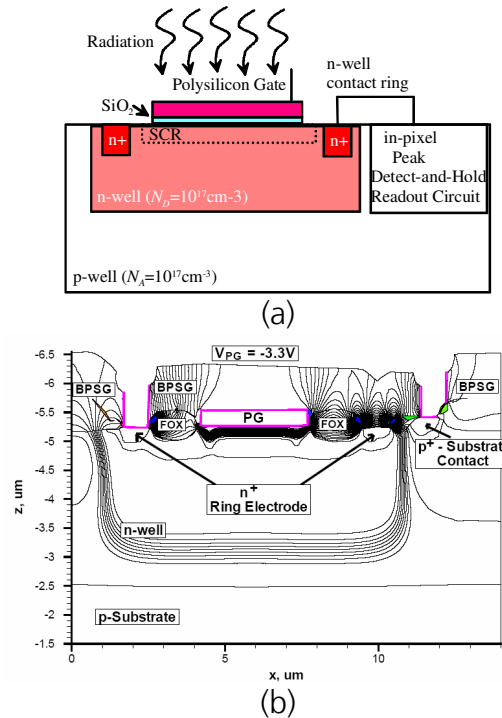 Radiation
Polysilicon Gate
n-well
contact ring
SiO2
n+
SCR
n+
in-pixel
Peak
Detect-and-Hold
Readout Circuit
n-well (ND=10^17cm-3)
p-well (NA=10^17cm^-3)
(a)
-6.5
-6
-5.5
-5
-4.5
-4
-3.5
-3
-2.5
-2
-1.5
z, um
VPG = -3.3V
BPSG
BPSG
BPSG
FOX
PG
FOX
p+ - Substrat
Contact
n+
Ring Electrode
n-well
p-Substrate
0
5
10
x, um
(b)